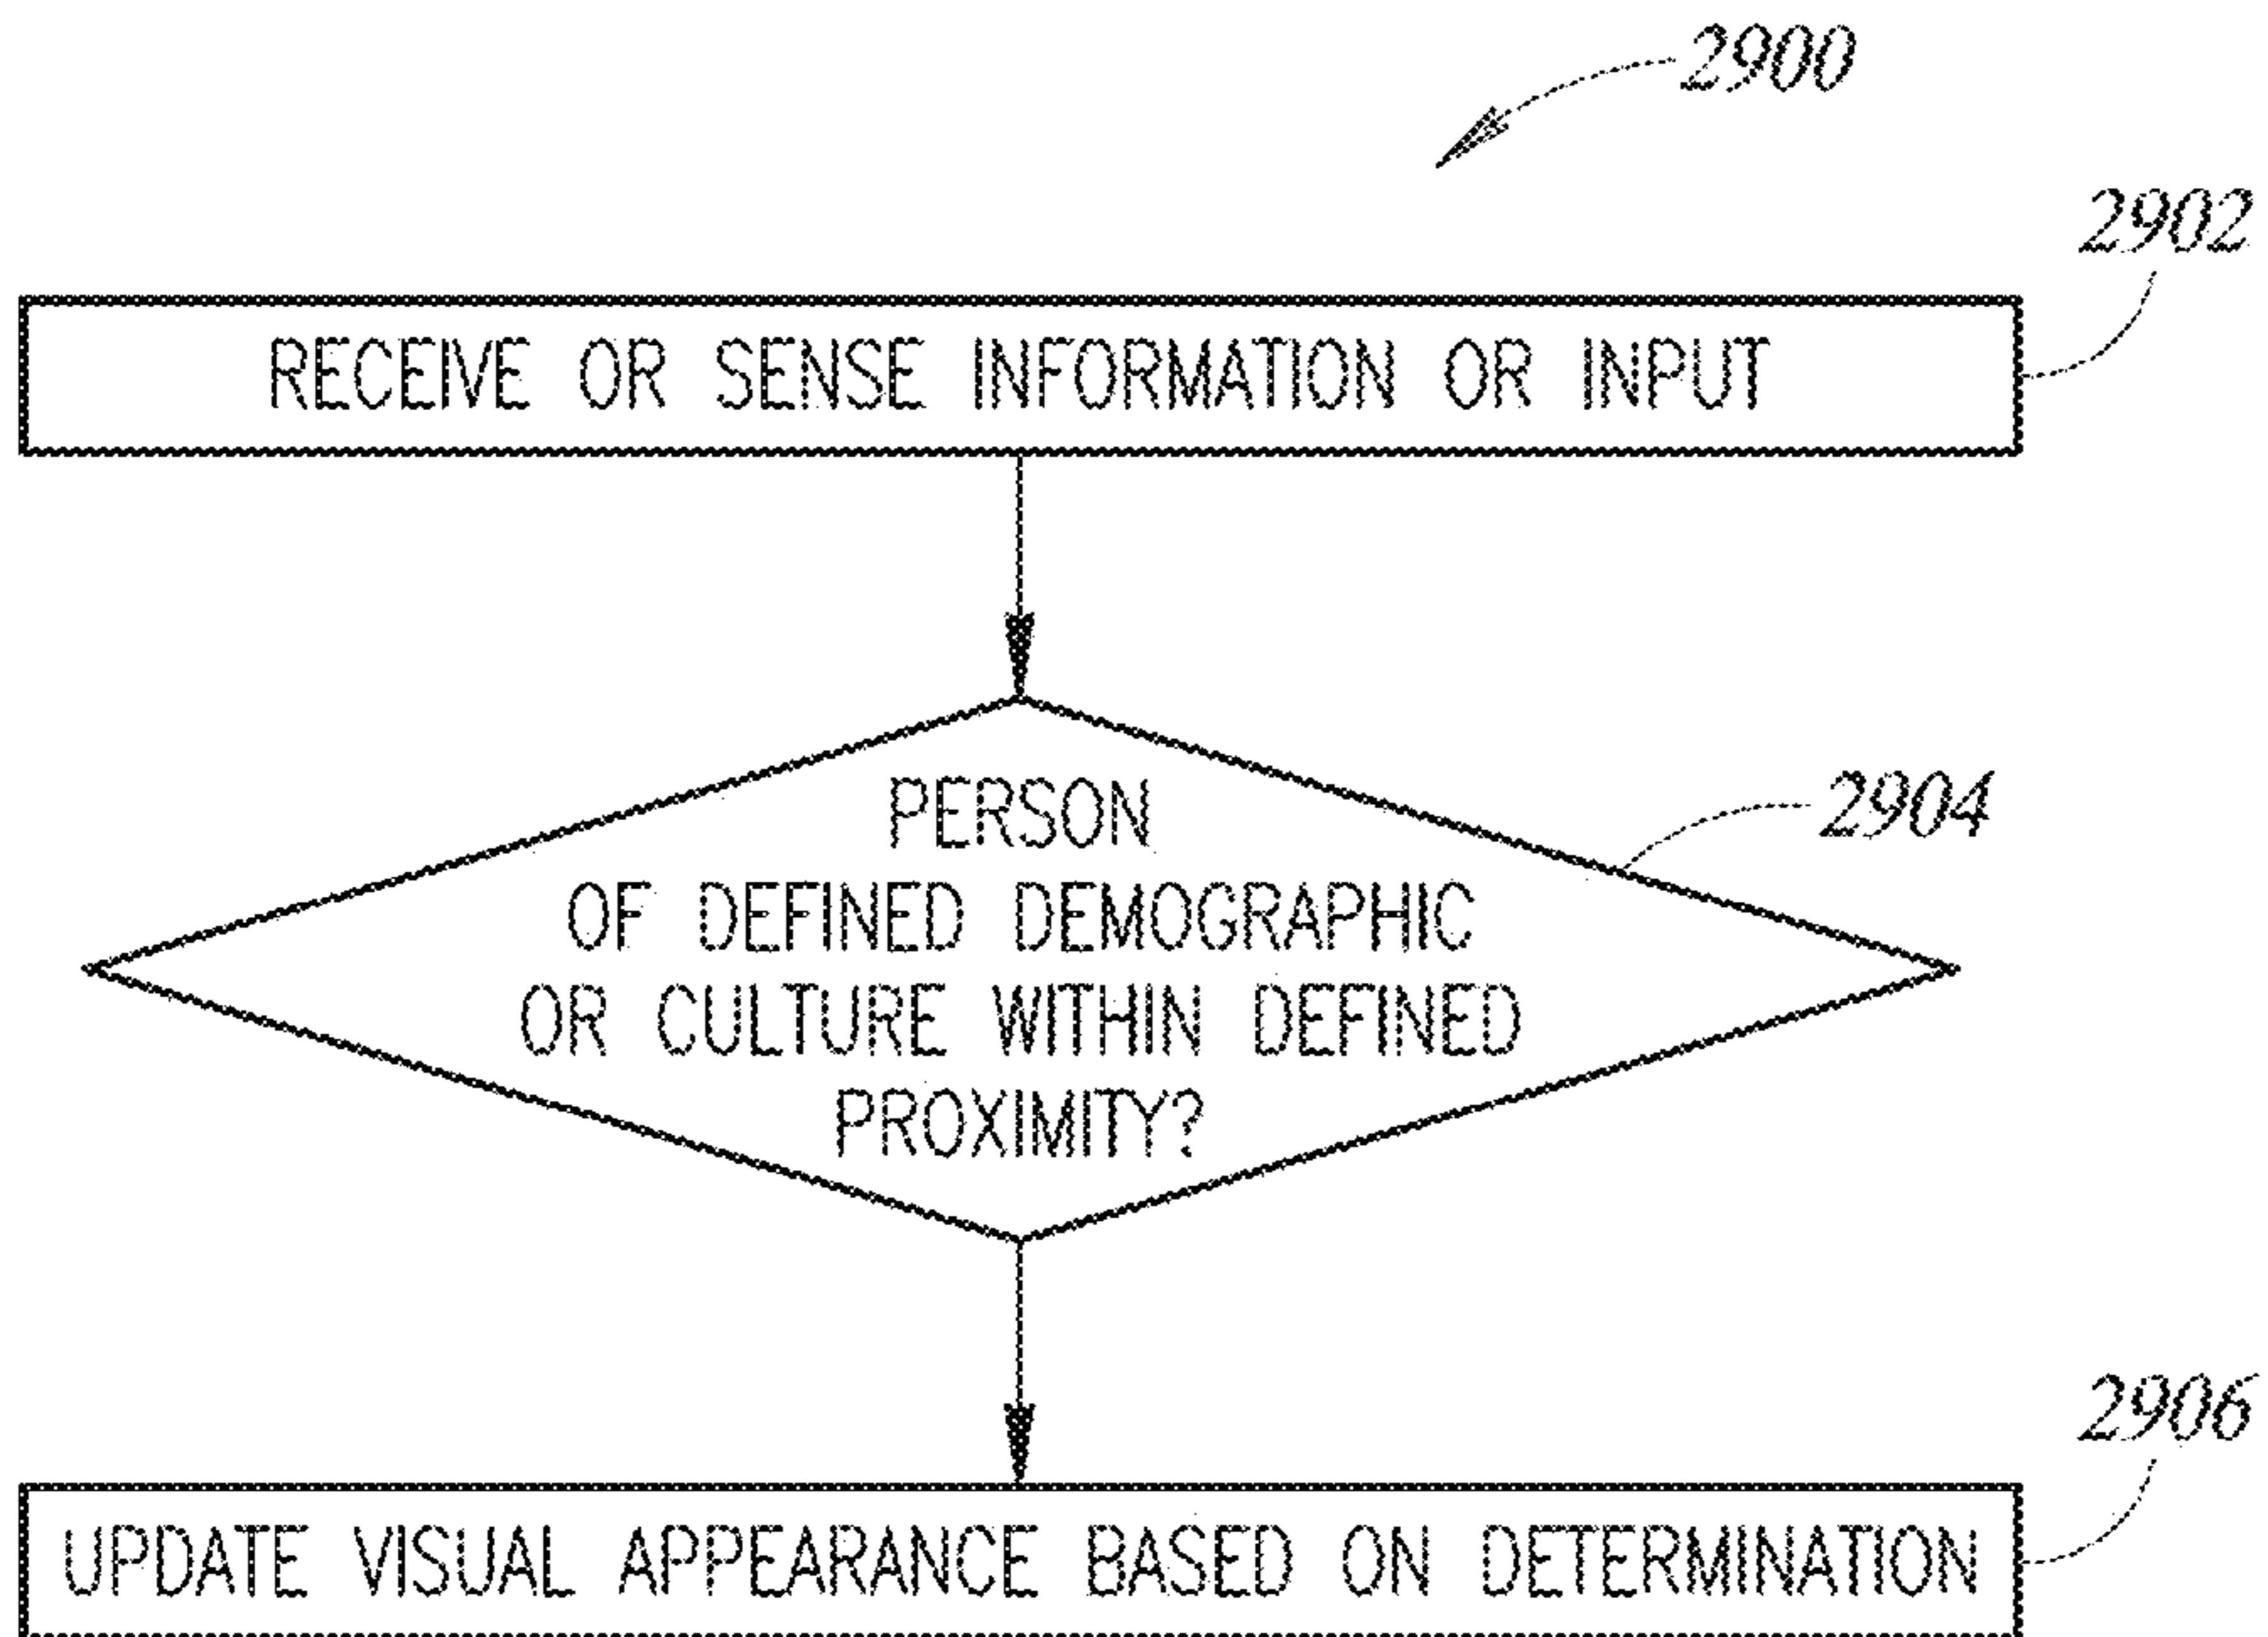 2900
2902
RECEIVE OR SENSE INFORMATION OR INPUT
2904
PERSON
OF DEFINED DEMOGRAPHIC
OR CULTURE WITHIN DEFINED
PROXIMITY?
2906
UPDATE VISUAL APPEARANCE BASED ON DETERMINATION